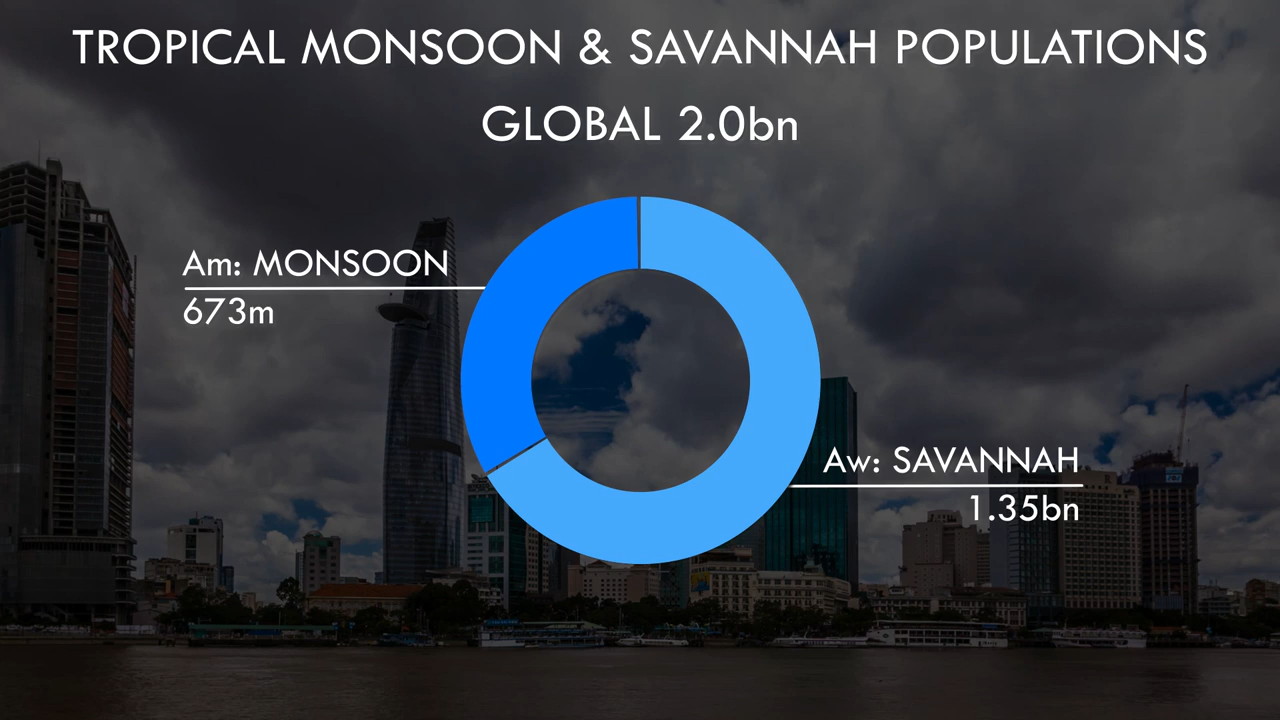 TROPICAL MONSOON & SAVANNAH POPULATIONS
GLOBAL 2.0bn
Am: MONSOON
673m
Aw: SAVANNAH
1.35bn